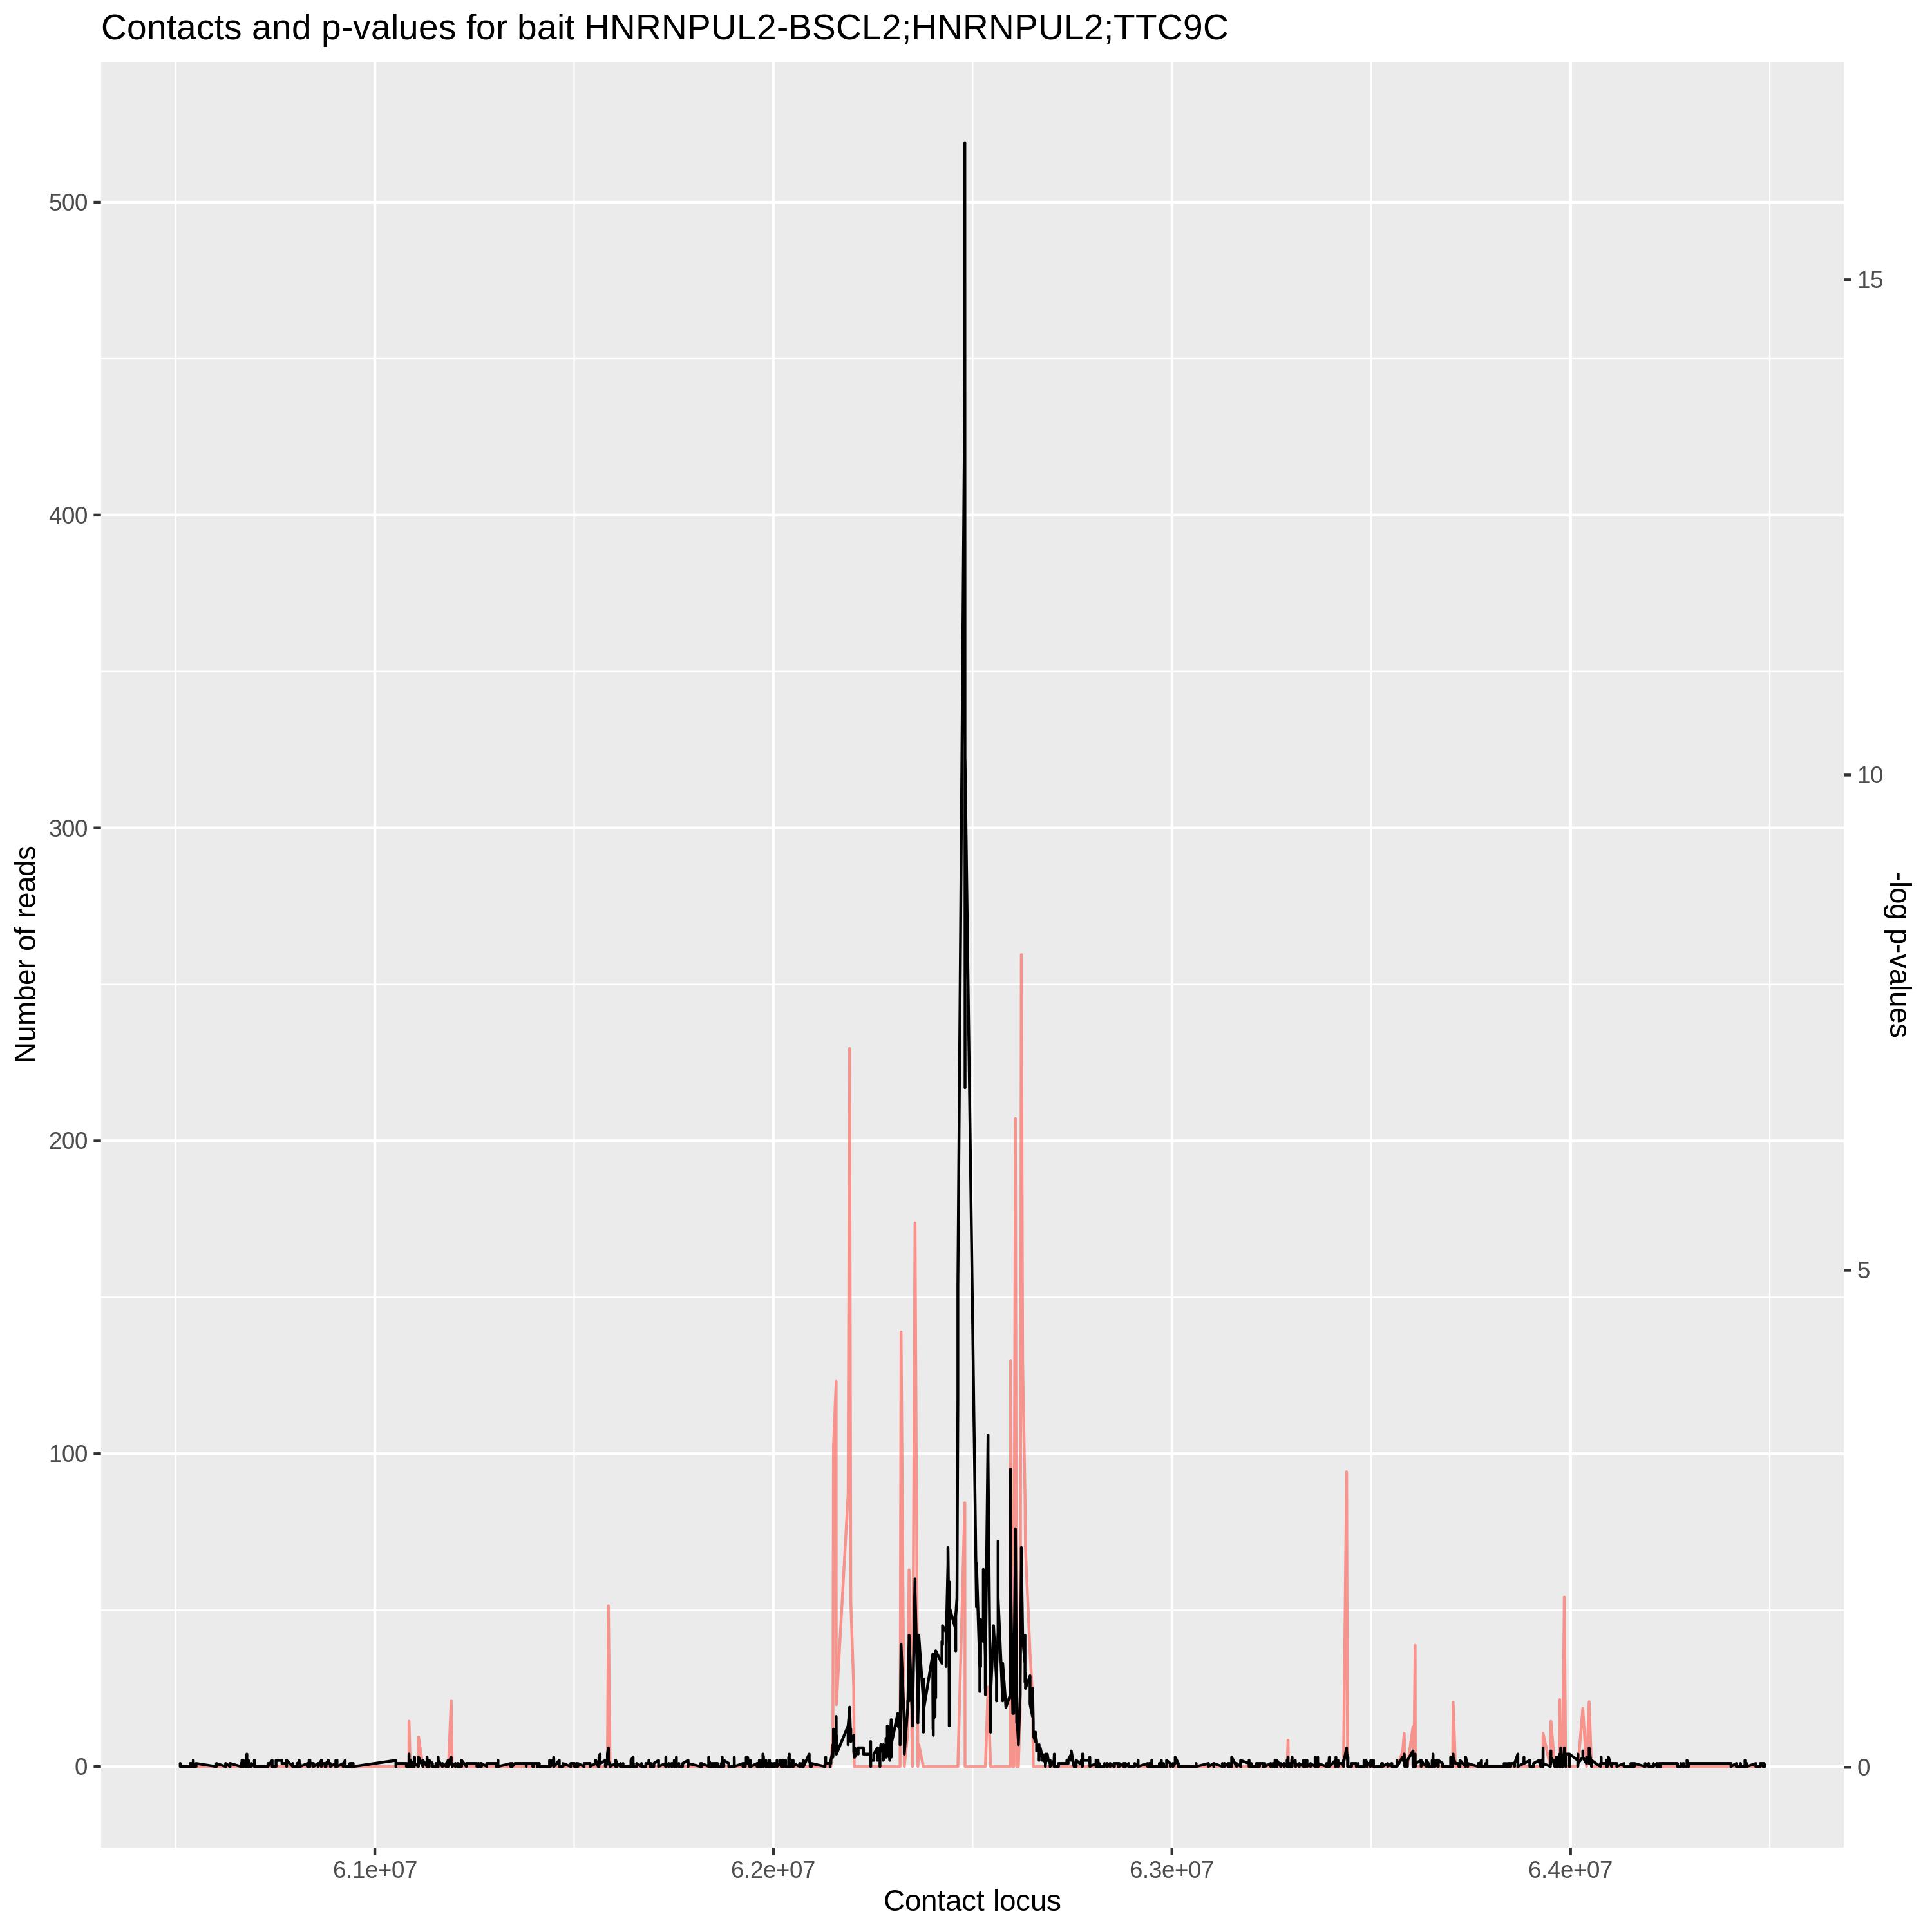 Contacts and p-values for bait HNRNPUL2-BSCL2;HNRNPUL2;TTC9C
500
400
300
200
100
0
Number of reads
15
10
5
0
-log p-values
6.1e+07 6.2e+07 6.3e+07 6.4e+07
Contact locus